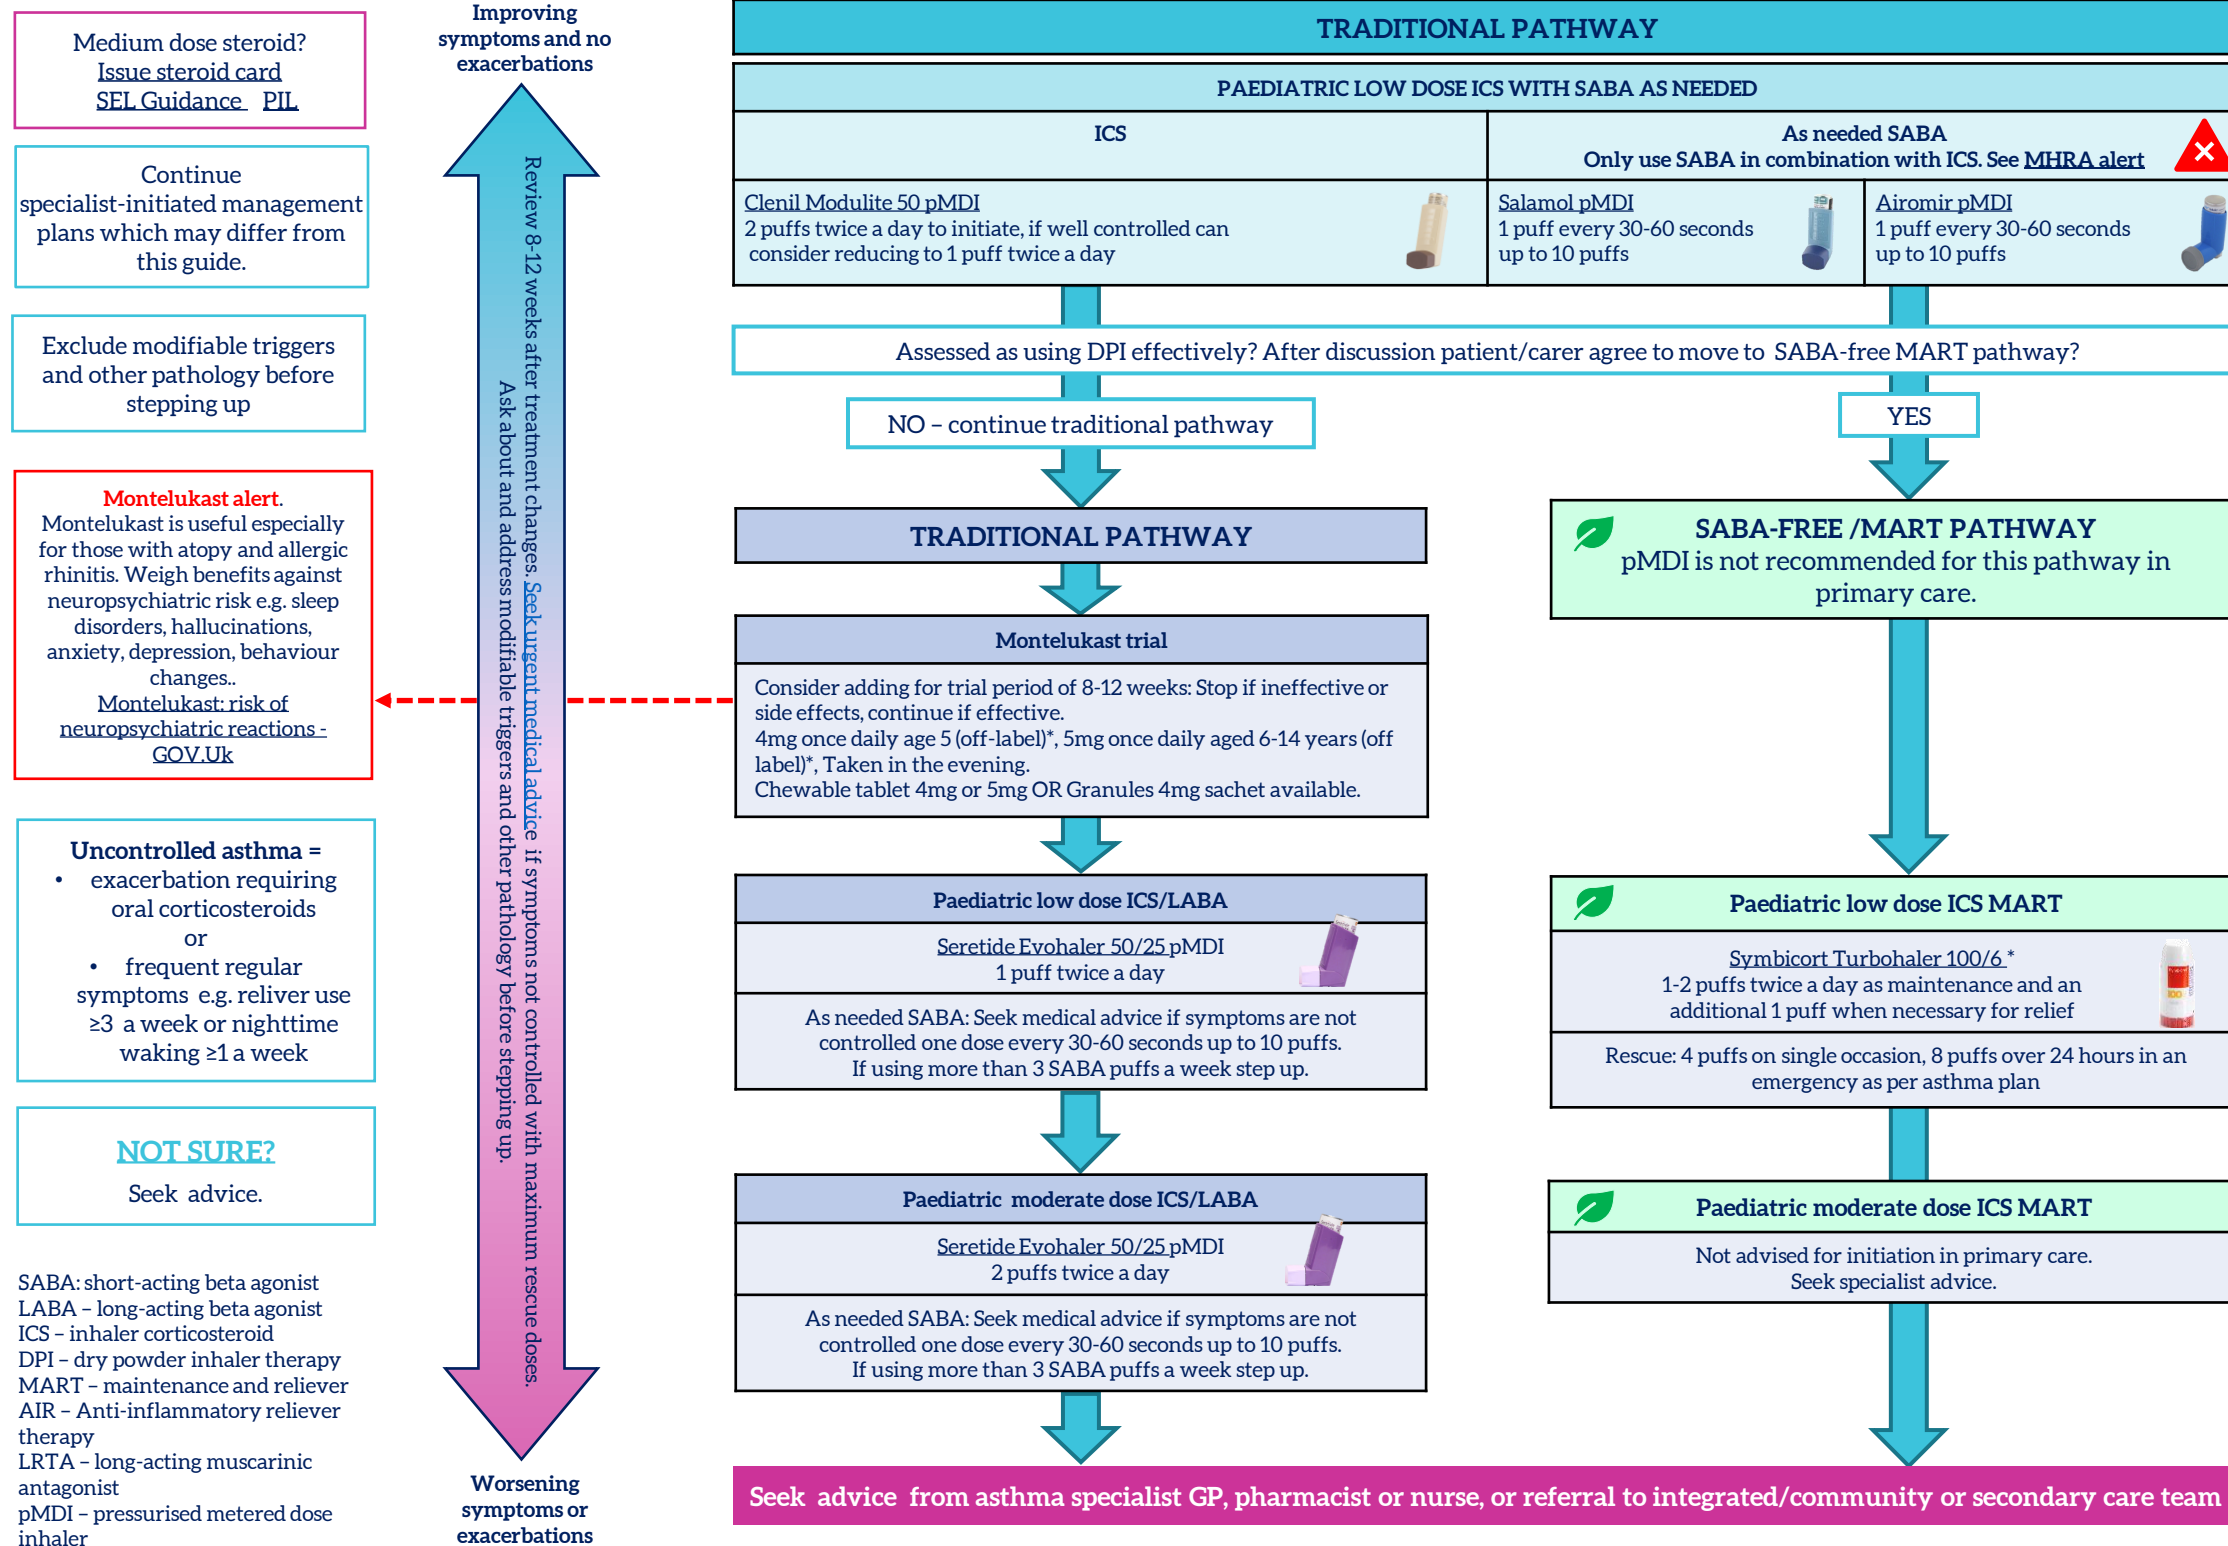 Medium dose steroid?
Issue steroid card
SEL Guidance PIL
Continue
specialist-initiated management
plans which may differ from
this guide.
Exclude modifiable triggers
and other pathology before
stepping up
Montelukast alert.
Montelukast is useful especially
for those with atopy and allergic
rhinitis. Weigh benefits against
neuropsychiatric risk e.g. sleep
disorders, hallucinations,
anxiety, depression, behaviour
changes..
Montelukast: risk of
neuropsychiatric reactions -
GOV.Uk
Uncontrolled asthma =
• exacerbation requiring
oral corticosteroids
or
• frequent regular
symptoms e.g. reliver use
≥3 a week or nighttime
waking ≥1 a week
NOT SURE?
Seek advice.
SABA: short-acting beta agonist
LABA – long-acting beta agonist
ICS – inhaler corticosteroid
DPI – dry powder inhaler therapy
MART – maintenance and reliever
AIR – Anti-inflammatory reliever
therapy
LRTA – long-acting muscarinic
antagonist
pMDI – pressurised metered dose
inhaler
Improving
symptoms and no
exacerbations
Review 8-12 weeks after treatment changes. Seek urgent medical advice if symptoms not controlled with maximum rescue doses.
Ask about and address modifiable triggers and other pathology before stepping up.
Worsening
symptoms or
exacerbations
TRADITIONAL PATHWAY
PAEDIATRIC LOW DOSE ICS WITH SABA AS NEEDED
ICS
As needed SABA
Only use SABA in combination with ICS. See MHRA alert
Clenil Modulite 50 pMDI
2 puffs twice a day to initiate, if well controlled can
consider reducing to 1 puff twice a day
Salamol pMDI
1 puff every 30-60 seconds
up to 10 puffs
Airomir pMDI
1 puff every 30-60 seconds
up to 10 puffs
Assessed as using DPI effectively? After discussion patient/carer agree to move to SABA-free MART pathway?
NO – continue traditional pathway
YES
TRADITIONAL PATHWAY
Montelukast trial
Consider adding for trial period of 8-12 weeks: Stop if ineffective or
side effects, continue if effective.
4mg once daily age 5 (off-label)*, 5mg once daily aged 6-14 years (off
label)*, Taken in the evening.
Chewable tablet 4mg or 5mg OR Granules 4mg sachet available.
Paediatric low dose ICS/LABA
Seretide Evohaler 50/25 pMDI
1 puff twice a day
As needed SABA: Seek medical advice if symptoms are not
controlled one dose every 30-60 seconds up to 10 puffs.
If using more than 3 SABA puffs a week step up.
Paediatric moderate dose ICS/LABA
Seretide Evohaler 50/25 pMDI
2 puffs twice a day
As needed SABA: Seek medical advice if symptoms are not
controlled one dose every 30-60 seconds up to 10 puffs.
If using more than 3 SABA puffs a week step up.
SABA-FREE /MART PATHWAY
pMDI is not recommended for this pathway in
primary care.
Paediatric low dose ICS MART
Symbicort Turbohaler 100/6 *
1-2 puffs twice a day as maintenance and an
additional 1 puff when necessary for relief
100
Rescue: 4 puffs on single occasion, 8 puffs over 24 hours in an
emergency as per asthma plan
Paediatric moderate dose ICS MART
Not advised for initiation in primary care.
Seek specialist advice.
Seek advice from asthma specialist GP, pharmacist or nurse, or referral to integrated/community or secondary care team